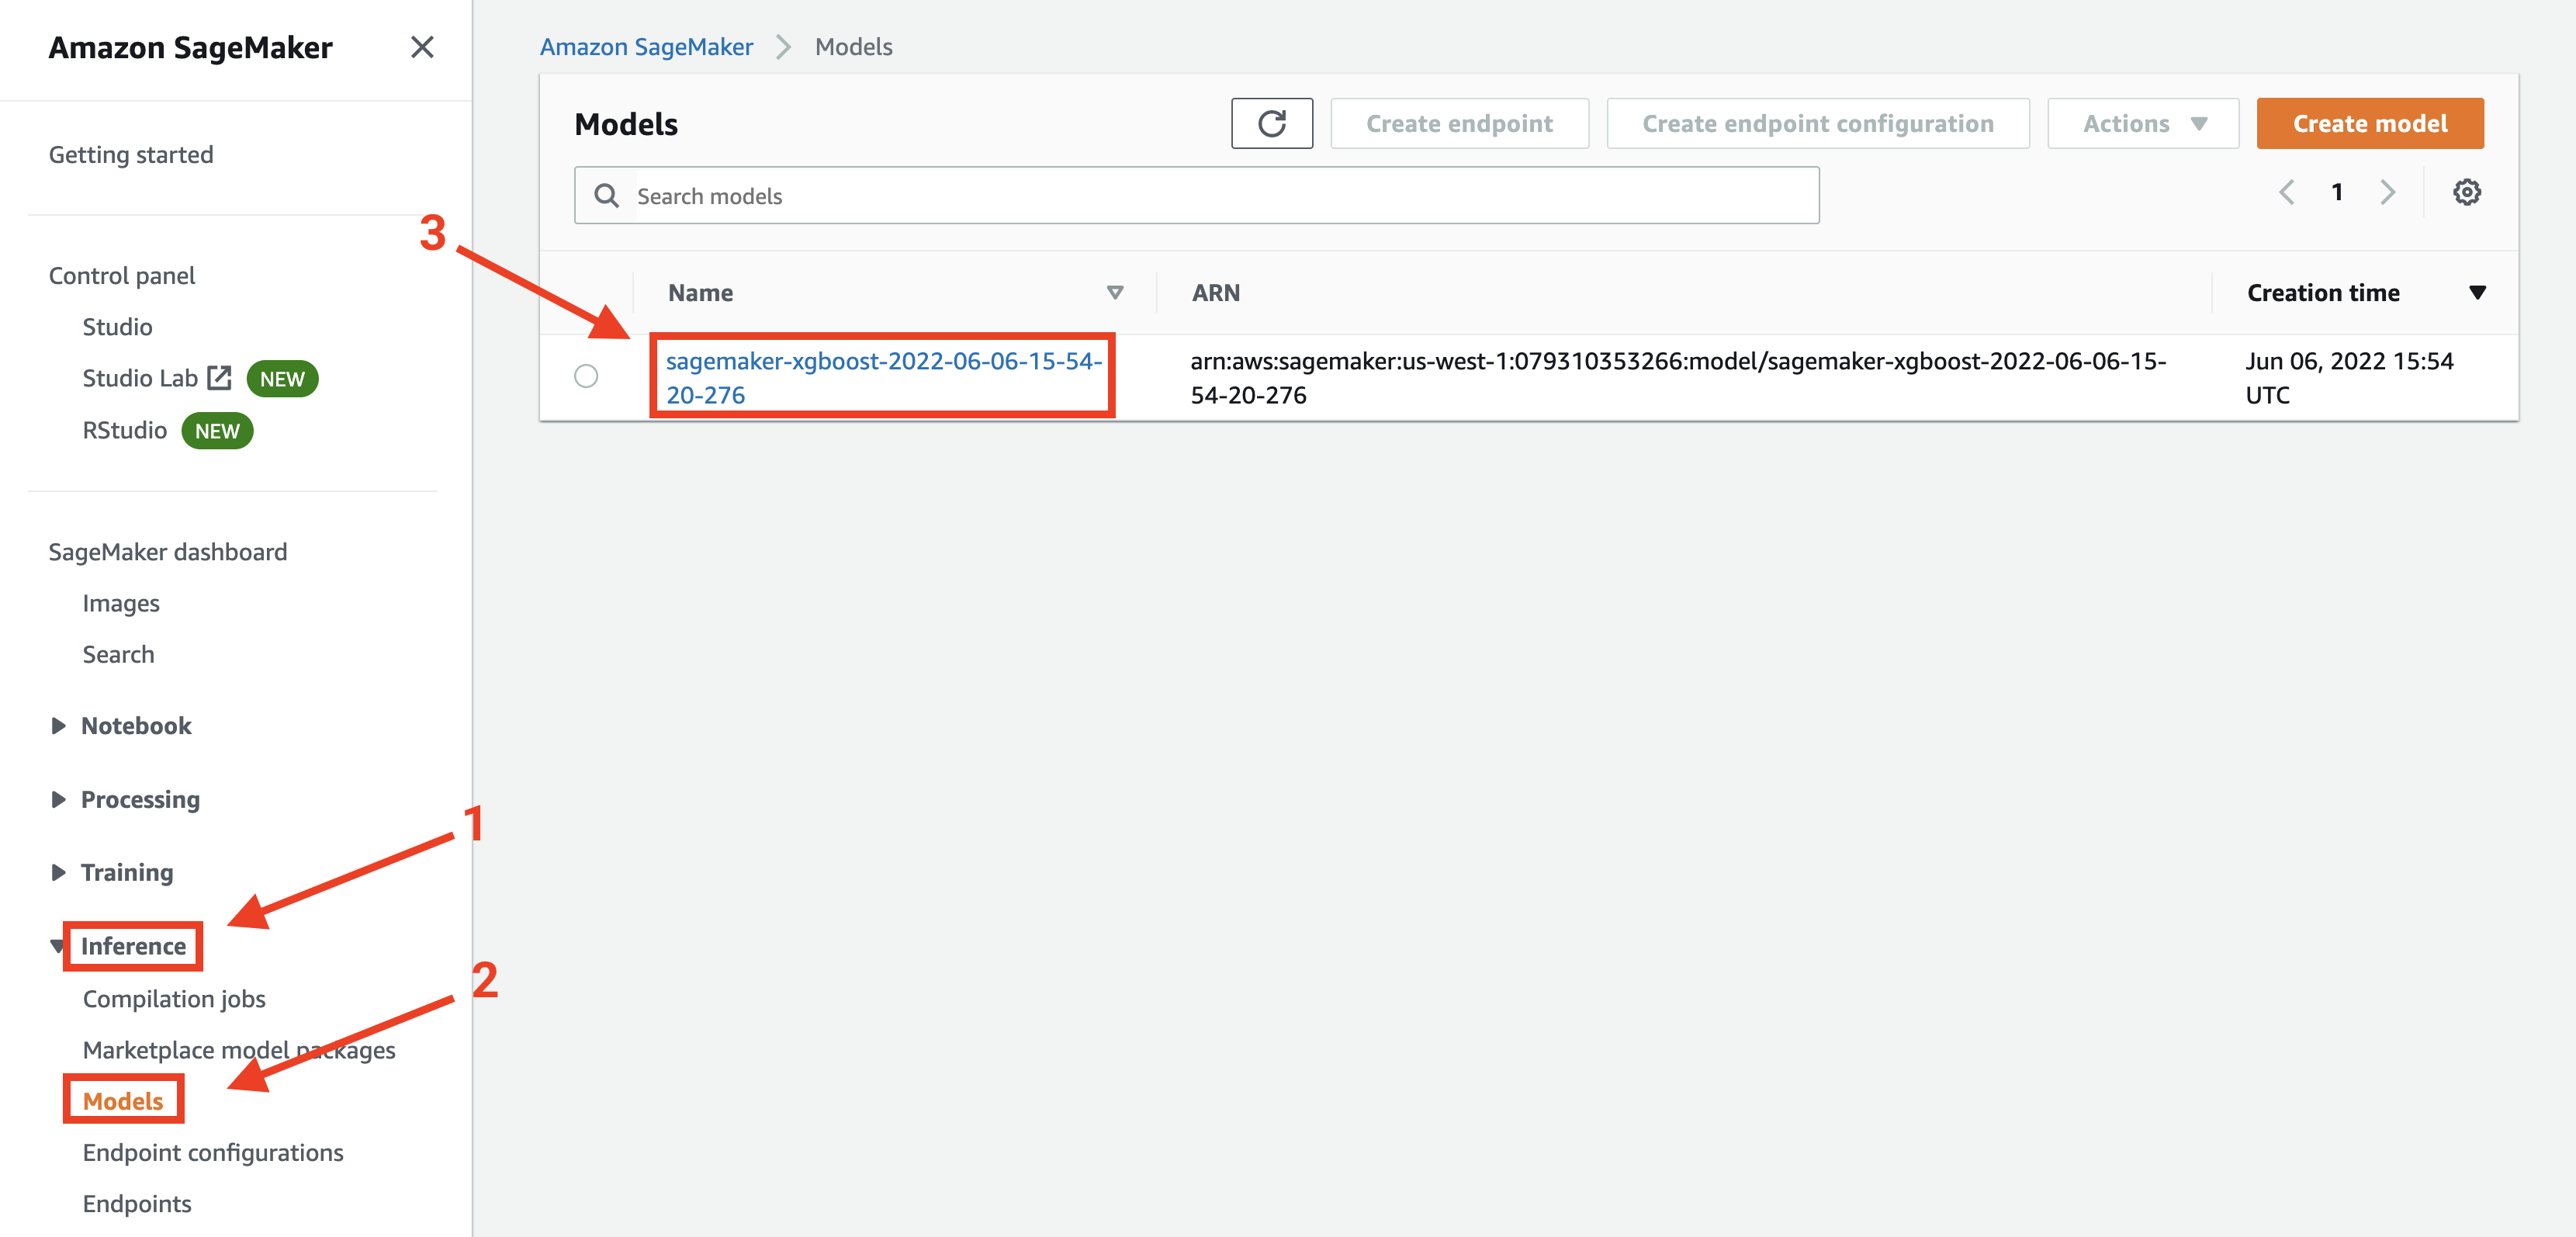 Amazon SageMaker
Getting started
Control panel
Studio
Studio Lab NEW
RStudio NEW
SageMaker dashboard
Images
Search
Notebook
Processing
Training
1
Inference
2
Compilation jobs
Marketplace model packages
Models
Endpoint configurations
Endpoints
Amazon SageMaker Models
Models
Create endpoint
Create endpoint configuration
Actions
Create model
Search models
1
3
Name ARN Creation time
sagemaker-xgboost-2022-06-06-15-54-
20-276
arn:aws:sagemaker:us-west-1:079310353266:model/sagemaker-xgboost-2022-06-06-15-
54-20-276
Jun 06, 2022 15:54
UTC